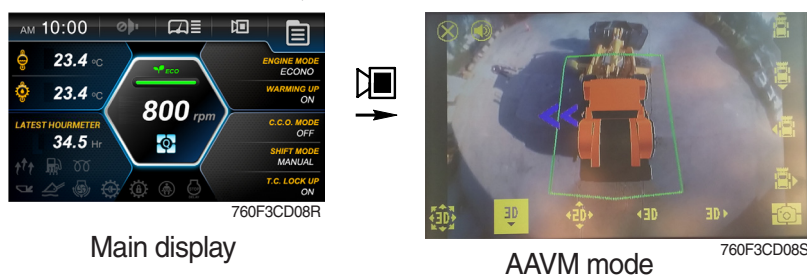 AM 10:00
23.4 ºC
ECO
ENGINE MODE
ECONO
23.4 ºC
800 rpm
WARMING UP
ON
LATEST HOURMETER
34.5 Hr
C.C.O. MODE
OFF
SHIFT MODE
MANUAL
T.C. LOCK UP
ON
760F3CD08R
Main display
3D
3D
2D
3D
3D
760F3CD08S
AAVM mode